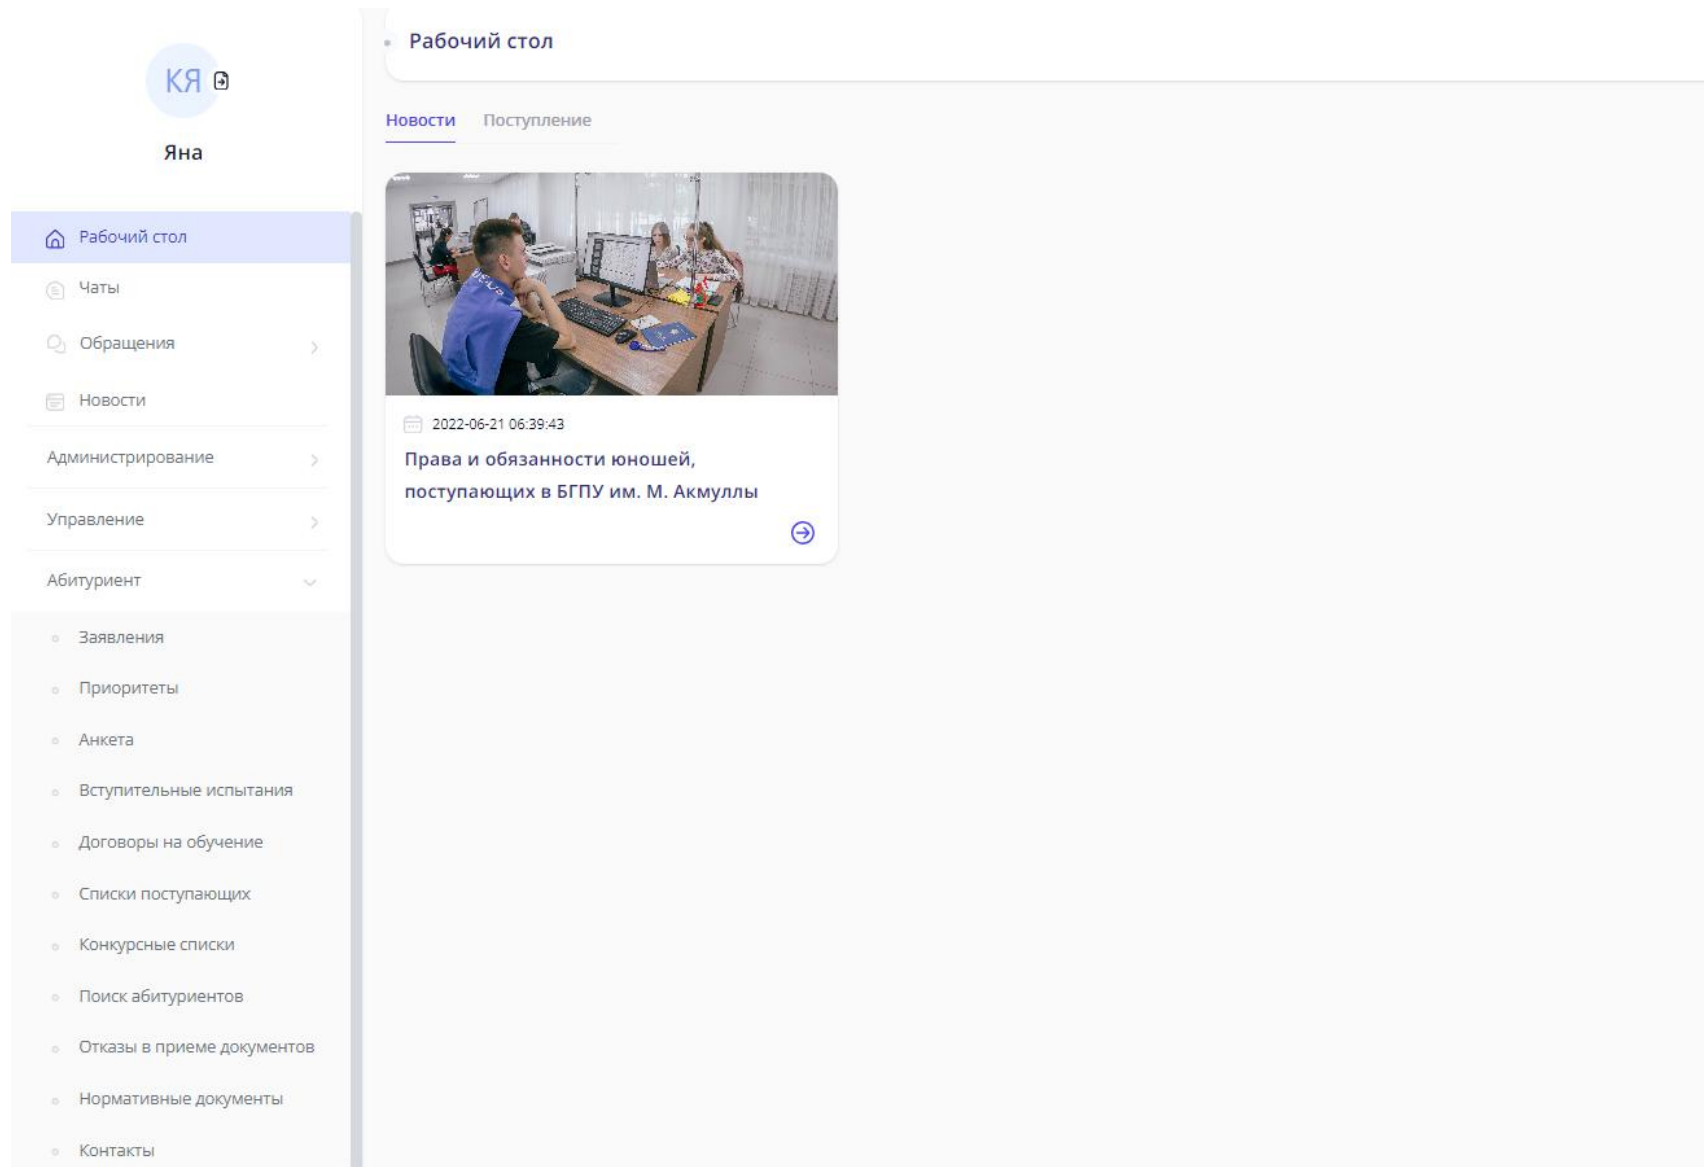 КЯ
Яна
Рабочий стол
Чаты
Обращения
Новости
Администрирование
Управление
Абитуриент
Заявления
Приоритеты
Анкета
Вступительные испытания
Договоры на обучение
Списки поступающих
Конкурсные списки
Поиск абитуриентов
Отказы в приеме документов
Нормативные документы
Контакты
Рабочий стол
Новости Поступление
2022-06-21 06:39:43
Права и обязанности юношей,
поступающих в БГПУ им. М. Акмуллы